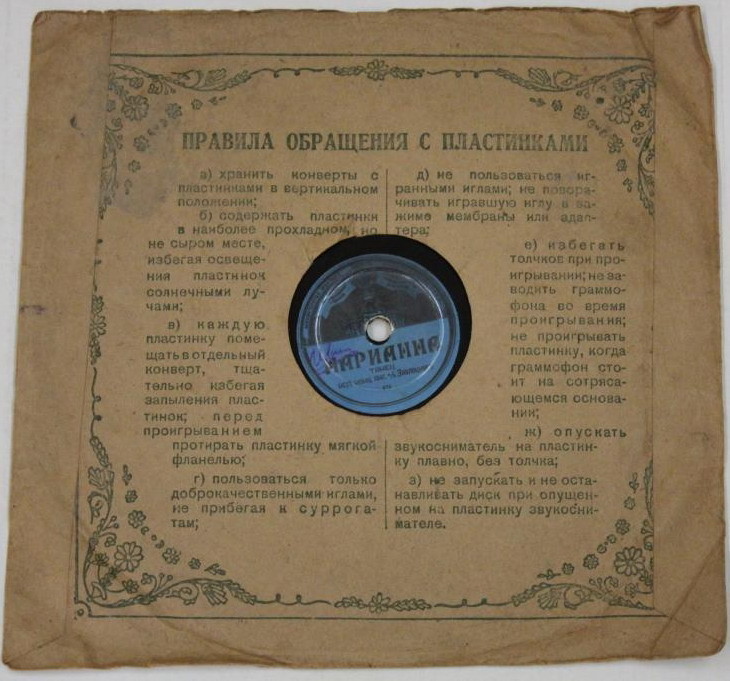 ПРАВИЛА ОБРАЩЕНИЯ С ПЛАСТИНКАМИ
а) хранить конверты с
пластинками в вертикальном
положении;
б) содержать пластинки
в наиболее прохладном, но
не сыром месте,
избегая освеще-
ния пластинок
солнечными лу-
чами;
в) каждую
пластинку поме-
щать в отдельный
конверт, тща-
тельно избегая
запыления плас-
тинок; перед
проигрыванием
протирать пластинку мягкой
фланелью;
г) пользоваться только
доброкачественными иглами,
не прибегая к суррога-
там;
д) не пользоваться иг-
ранными иглами; не повора-
чивать игравшую иглу в за-
жиме мембраны или адап-
тера;
е) избегать
толчков при про-
игрывании; не за-
водить граммо-
фона во время
проигрывания;
не проигрывать
пластинку, когда
граммофон сто-
ит на сотряса-
ющемся основа-
нии;
ж) опускать
звукосниматель на пластин-
ку плавно, без толчка;
з) не запускать и не оста-
навливать диск при опущен-
ном на пластинку звукосни-
мателе.
МАРИАННА
ТАНЕЦ